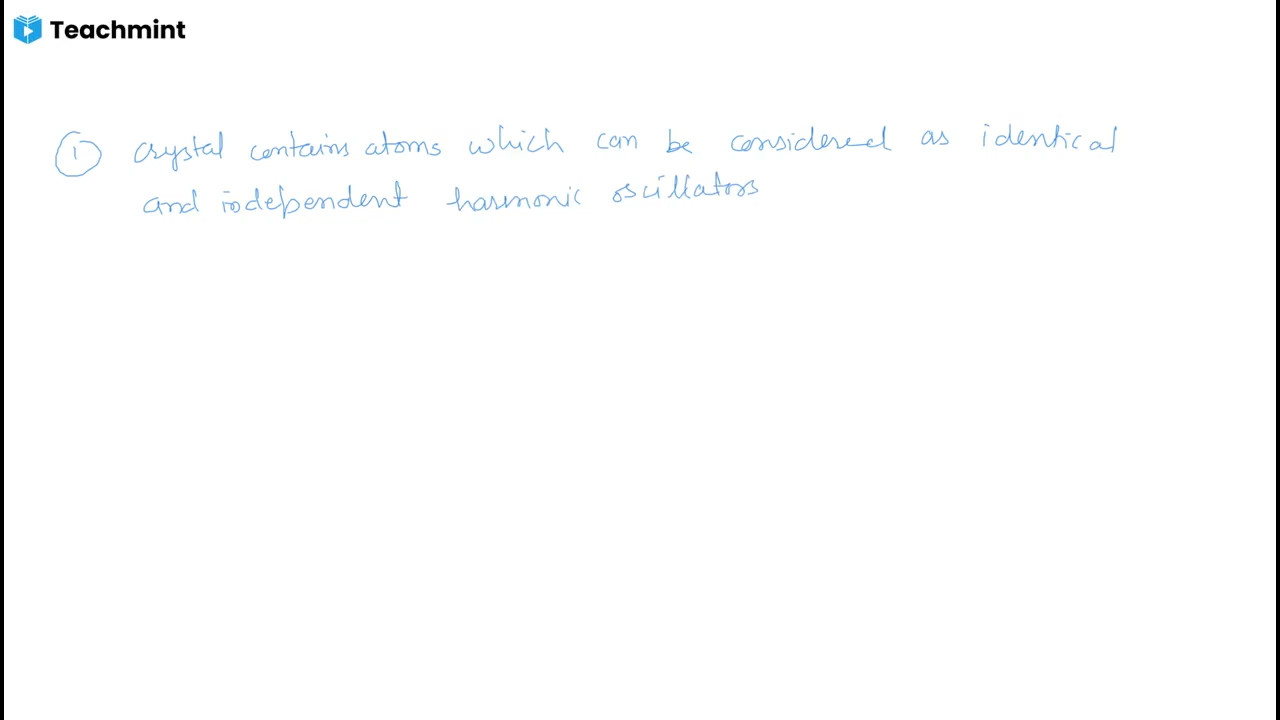 Teachmint
① crystal contains atoms which can be considered as identical
and independent harmonic oscillators